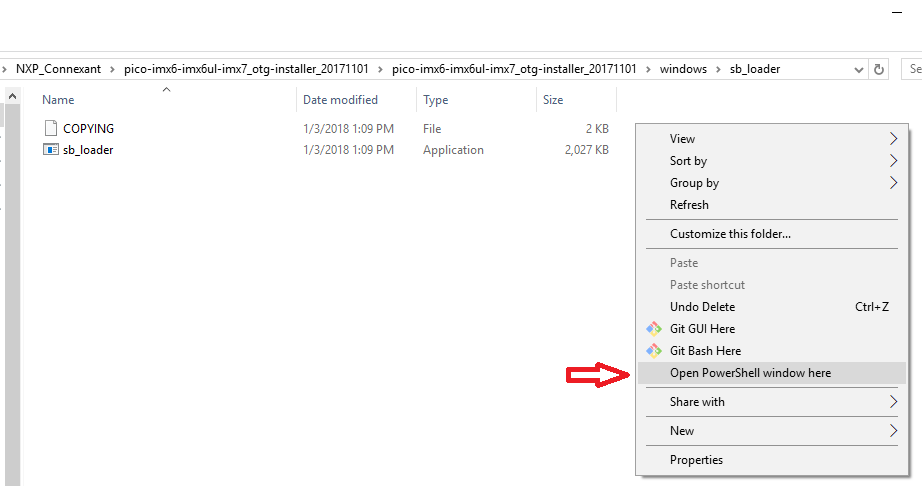 NXP_Connexant > pico-imx6-imx6ul-imx7_otg-installer_20171101 > pico-imx6-imx6ul-imx7_otg-installer_20171101 > windows > sb_loader
Se
Name Date modified Type Size
COPYING 1/3/2018 1:09 PM File 2 KB
sb_loader 1/3/2018 1:09 PM Application 2,027 KB
View
Sort by
Group by
Refresh
Customize this folder...
Paste
Paste shortcut
Undo Delete Ctrl+Z
Git GUI Here
Git Bash Here
Open PowerShell window here
Share with
New
Properties